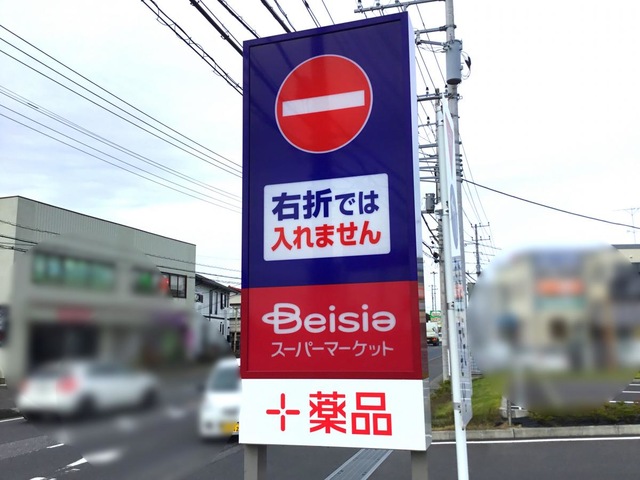 右折では
入れません
Beisia
スーパーマーケット
薬品